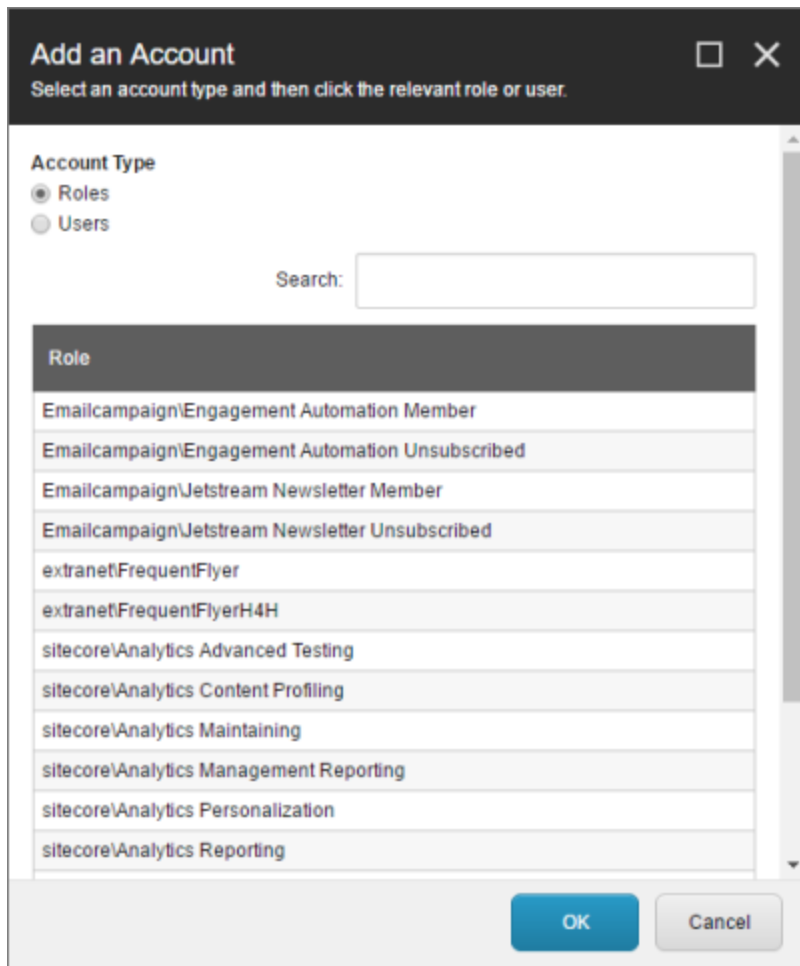 Add an Account
Select an account type and then click the relevant role or user.
Account Type
Roles
Users
Search:
Role
Emailcampaign\Engagement Automation Member
Emailcampaign\Engagement Automation Unsubscribed
Emailcampaign\Jetstream Newsletter Member
Emailcampaign\Jetstream Newsletter Unsubscribed
extranet\FrequentFlyer
extranet\FrequentFlyerH4H
sitecore\Analytics Advanced Testing
sitecore\Analytics Content Profiling
sitecore\Analytics Maintaining
sitecore\Analytics Management Reporting
sitecore\Analytics Personalization
sitecore\Analytics Reporting
OK Cancel